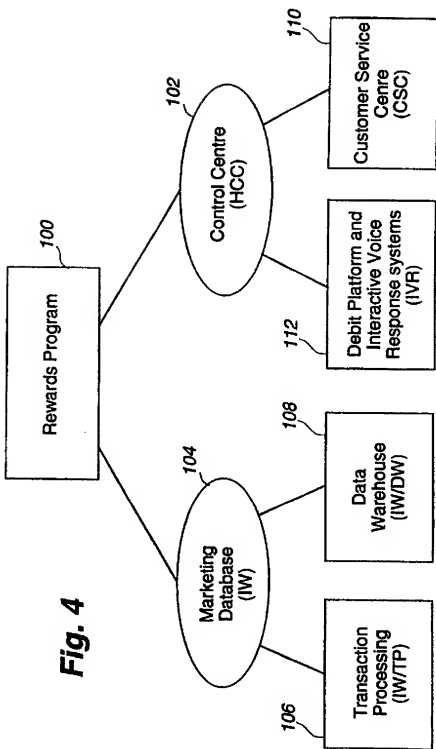 Fig. 4
100
Rewards Program
102
Control Centre
(HCC)
104
Marketing
Database
(IW)
106
Transaction
Processing
(IW/TP)
108
Data
Warehouse
(IW/DW)
112
Debit Platform and
Interactive Voice
Response systems
(IVR)
110
Customer Service
Cenre
(CSC)